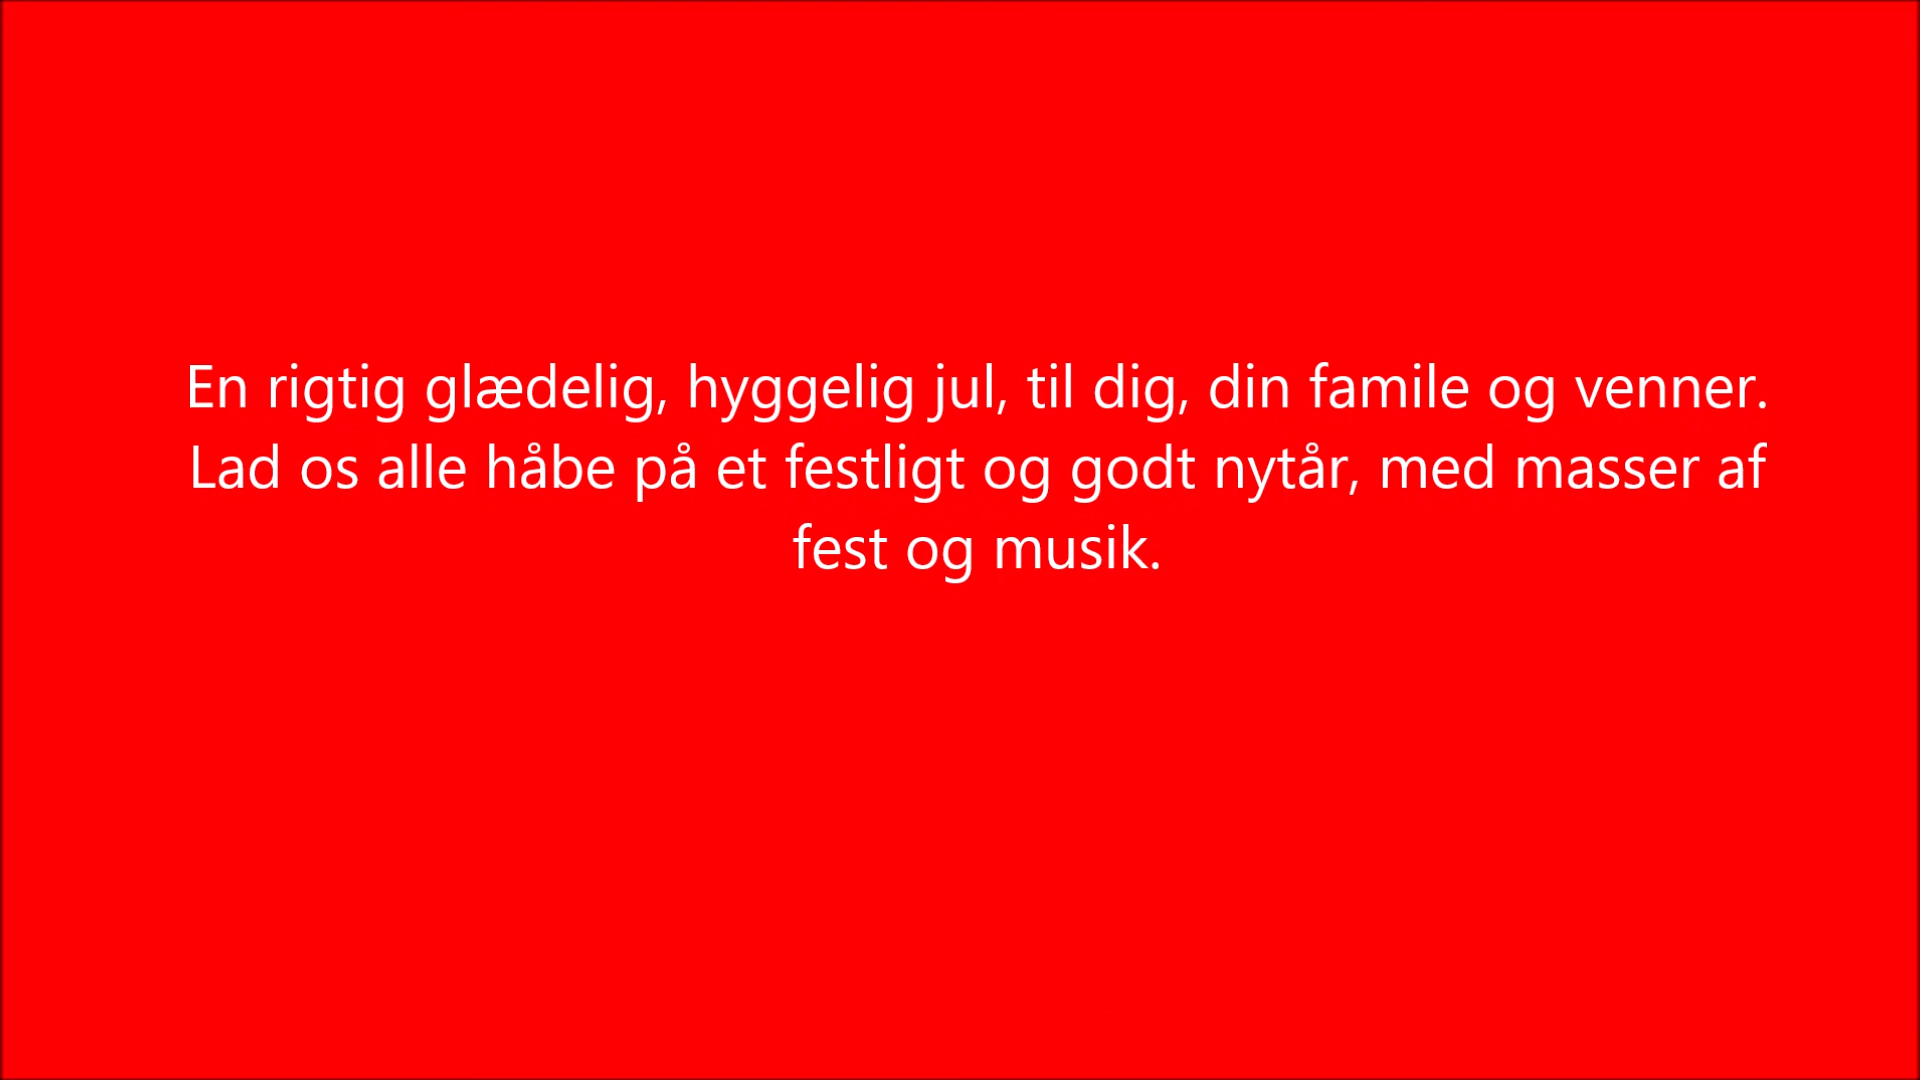 En rigtig glædelig, hyggelig jul, til dig, din famile og venner.
Lad os alle håbe på et festligt og godt nytår, med masser af
fest og musik.